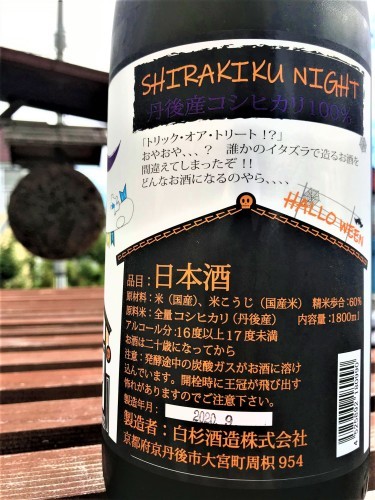 SHIRAKIKU NIGHT
丹後産コシヒカリ100%
「トリック・オア・トリート!?」
おやおや、、、? 誰かのイタズラで造るお酒を
間違えてしまったぞ!!
どんなお酒になるのやら、、、、
HALLOWEEN
品目:日本酒
原材料:米(国産)、米こうじ(国産米) 精米歩合:60%
原料米:全量コシヒカリ(丹後産) 内容量:1800ml
アルコール分:16度以上17度未満
お酒は二十歳になってから
注意:発酵途中の炭酸ガスがお酒に溶け
込んでいます。開栓時に王冠が飛び出す
怖れがありますのでご注意下さい。
製造年月: 2020.9
製造者:白杉酒造株式会社
京都府京丹後市大宮町周枳954